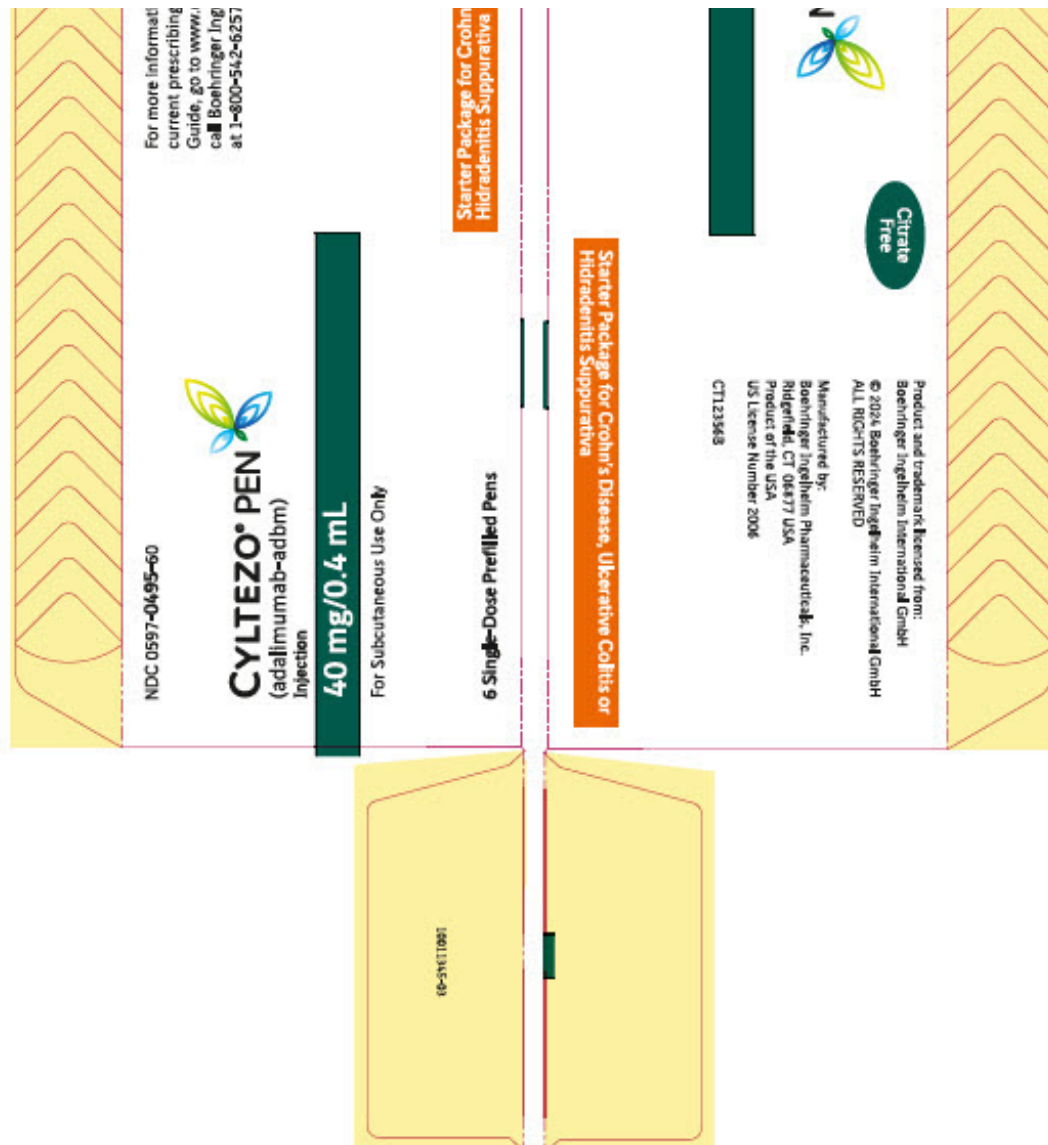 For more informati
current prescribing
Guide, go to www.
call Boehringer Ing
at 1-800-542-6257
Starter Package for Crohn
Hidradenitis Suppurativa
NDC 0597-0495-60
CYLTEZO® PEN
(adalimumab-adbm)
Injection
40 mg/0.4 mL
For Subcutaneous Use Only
6 Single-Dose Prefilled Pens
N
Citrate
Free
Product and trademark licensed from:
Boehringer Ingelheim International GmbH
© 2024 Boehringer Ingelheim International GmbH
ALL RIGHTS RESERVED
Manufactured by:
Boehringer Ingelheim Pharmaceuticals, Inc.
Ridgefield, CT 06877 USA
Product of the USA
US License Number 2006
CT12356B
Starter Package for Crohn's Disease, Ulcerative Colitis or
Hidradenitis Suppurativa
10011345-03